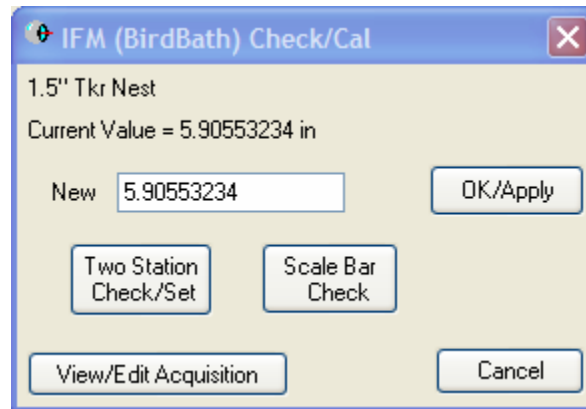 IFM (BirdBath) Check/Cal
1.5" Tkr Nest
Current Value = 5.90553234 in
New 5.90553234 OK/Apply
Two Station
Check/Set
Scale Bar
Check
View/Edit Acquisition Cancel